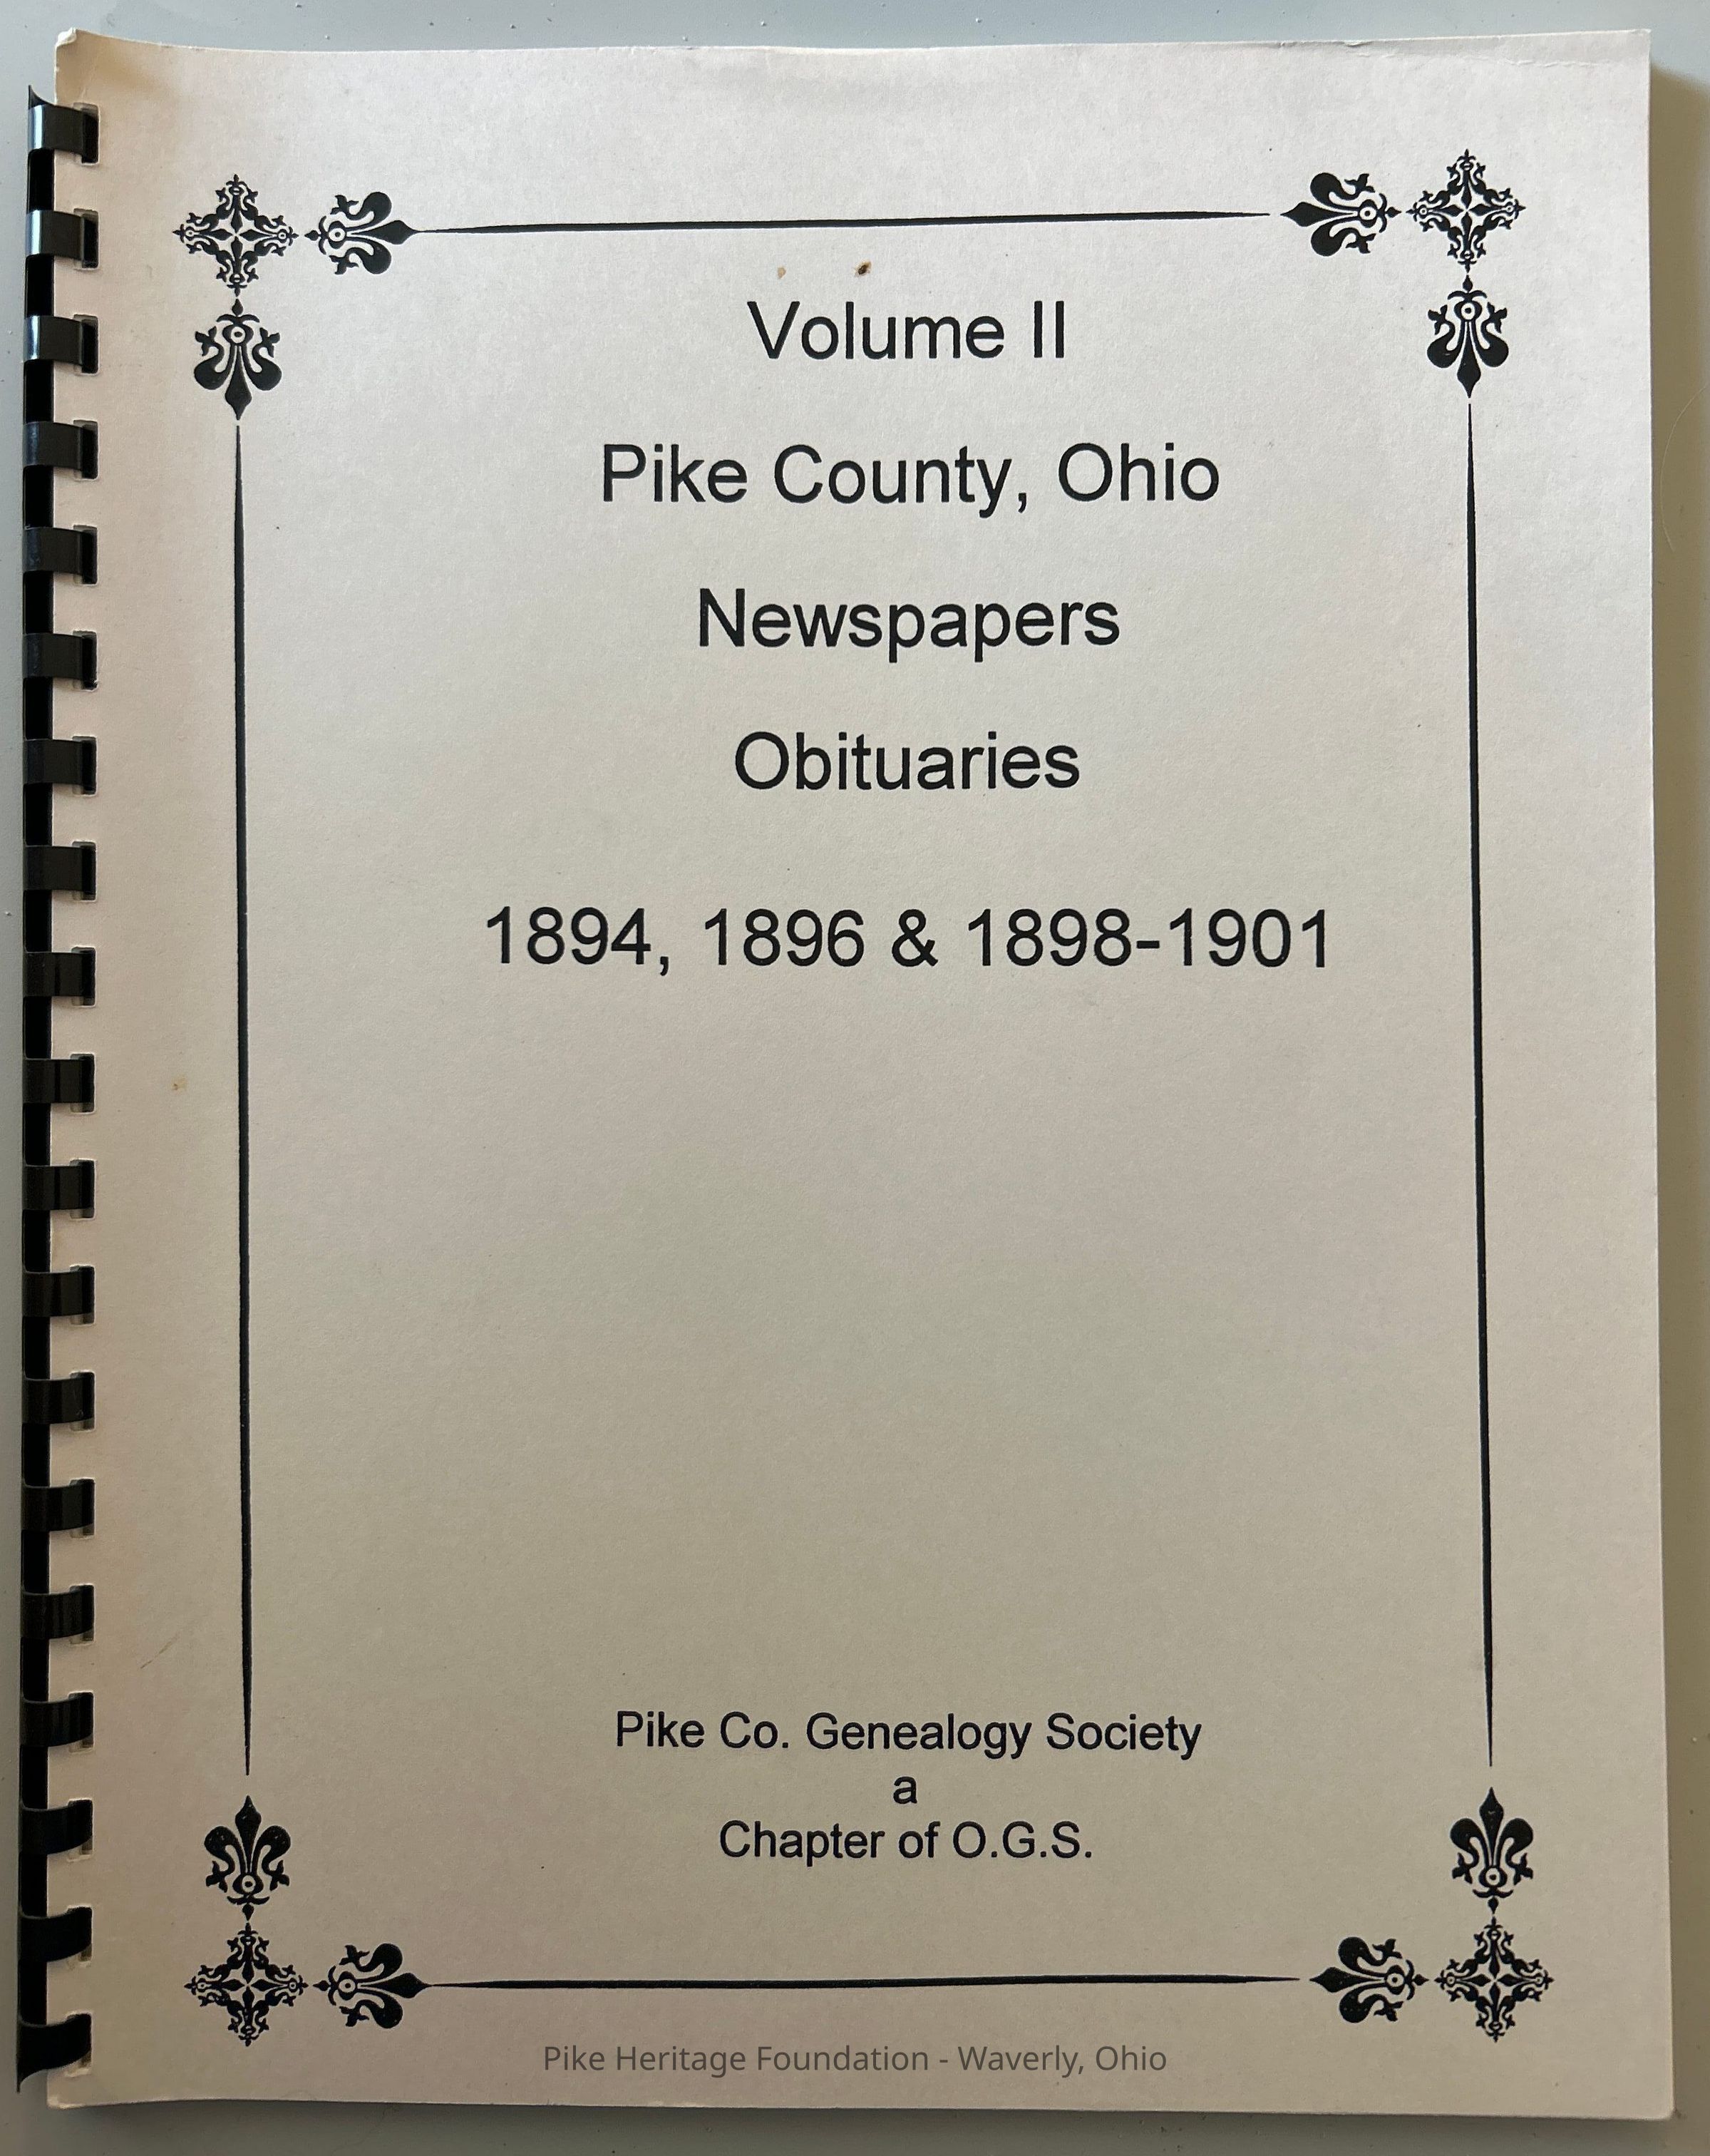 Volume II
Pike County, Ohio
Newspapers
Obituaries
1894, 1896 & 1898-1901
Pike Co. Genealogy Society
a
Chapter of O.G.S.
Pike Heritage Foundation - Waverly, Ohio